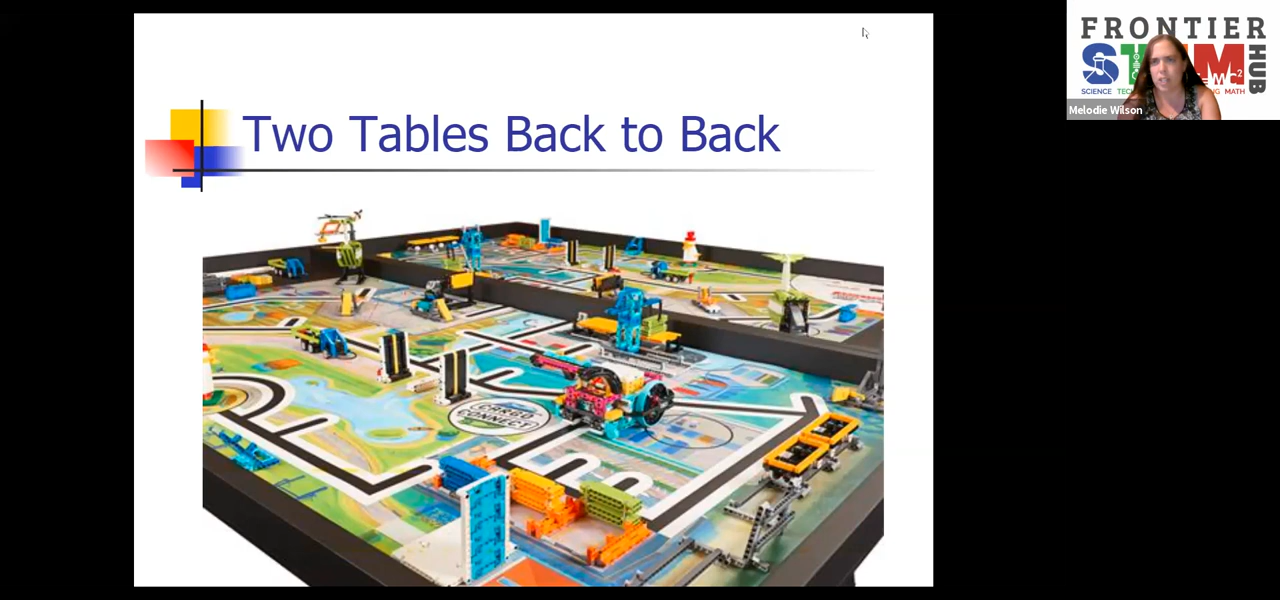 Two Tables Back to Back
CARGO
CONNECT
FRONTIER
HUB
SCIENCE
MATH
Melodie Wilson